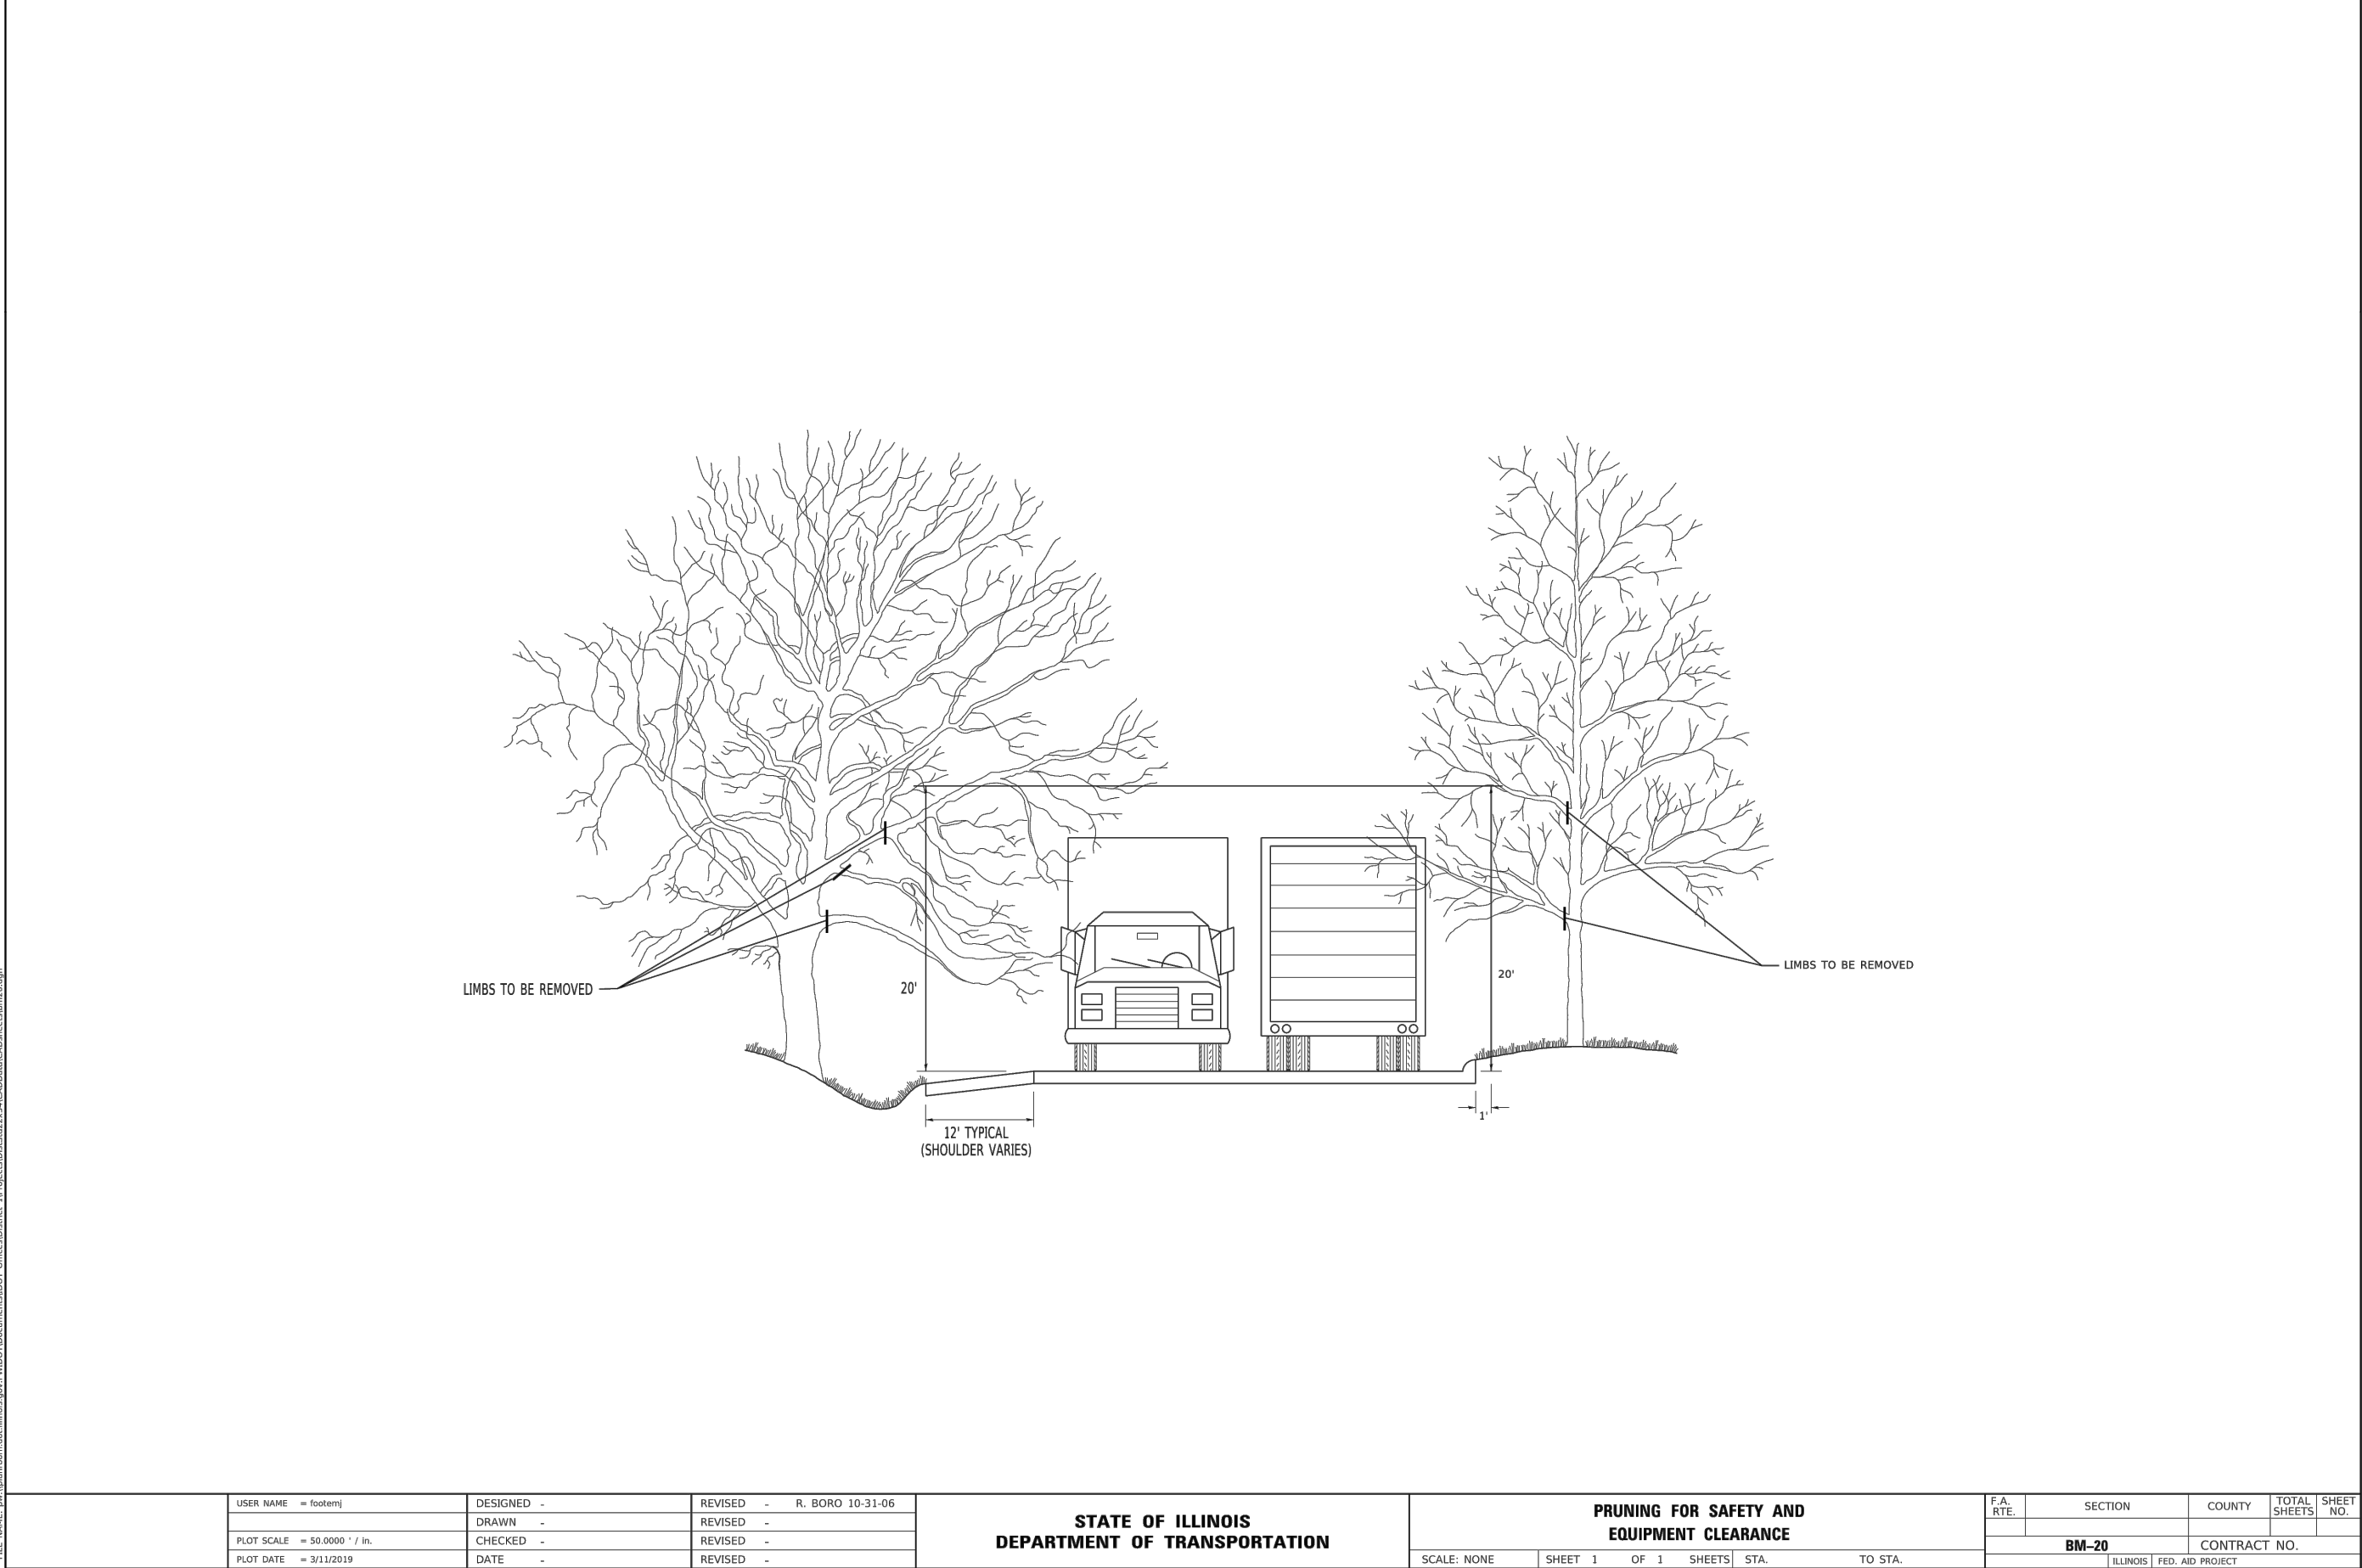 20'
20'
LIMBS TO BE REMOVED
LIMBS TO BE REMOVED
1'
12' TYPICAL
(SHOULDER VARIES)
USER NAME = footemj
PLOT SCALE = 50.0000 ' / in.
PLOT DATE = 3/11/2019
DESIGNED -
DRAWN -
CHECKED -
DATE -
REVISED - R. BORO 10-31-06
REVISED -
REVISED -
REVISED -
STATE OF ILLINOIS
DEPARTMENT OF TRANSPORTATION
PRUNING FOR SAFETY AND
EQUIPMENT CLEARANCE
SCALE: NONE SHEET 1 OF 1 SHEETS STA. TO STA.
F.A.
RTE.
SECTION
COUNTY
TOTAL
SHEETS
SHEET
NO.
BM-20
CONTRACT NO.
ILLINOIS FED. AID PROJECT